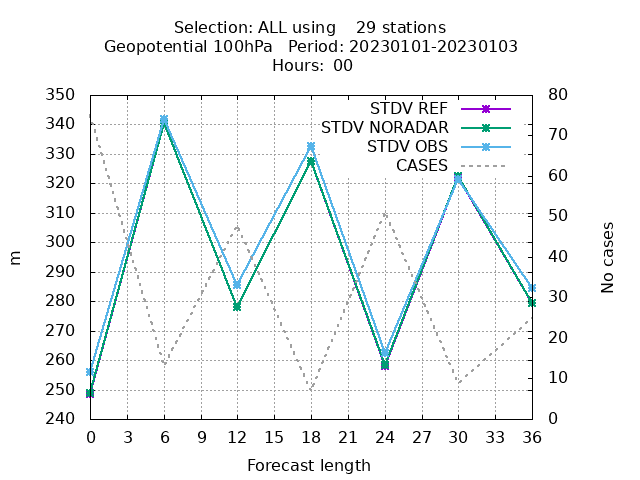 Selection: ALL using    29 stations
Geopotential 100hPa   Period: 20230101-20230103
Hours:  00
350
340
330
320
310
300
290
280
270
260
250
240
m
80
70
60
50
40
30
20
10
0
No cases
STDV REF
STDV NORADAR
STDV OBS
CASES
0 3 6 9 12 15 18 21 24 27 30 33 36
Forecast length